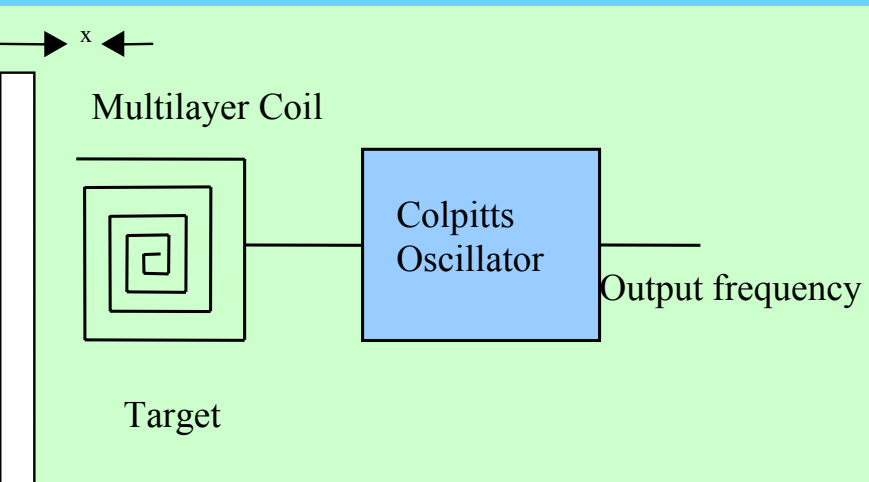 x
Multilayer Coil
Colpitts
Oscillator
Output frequency
Target